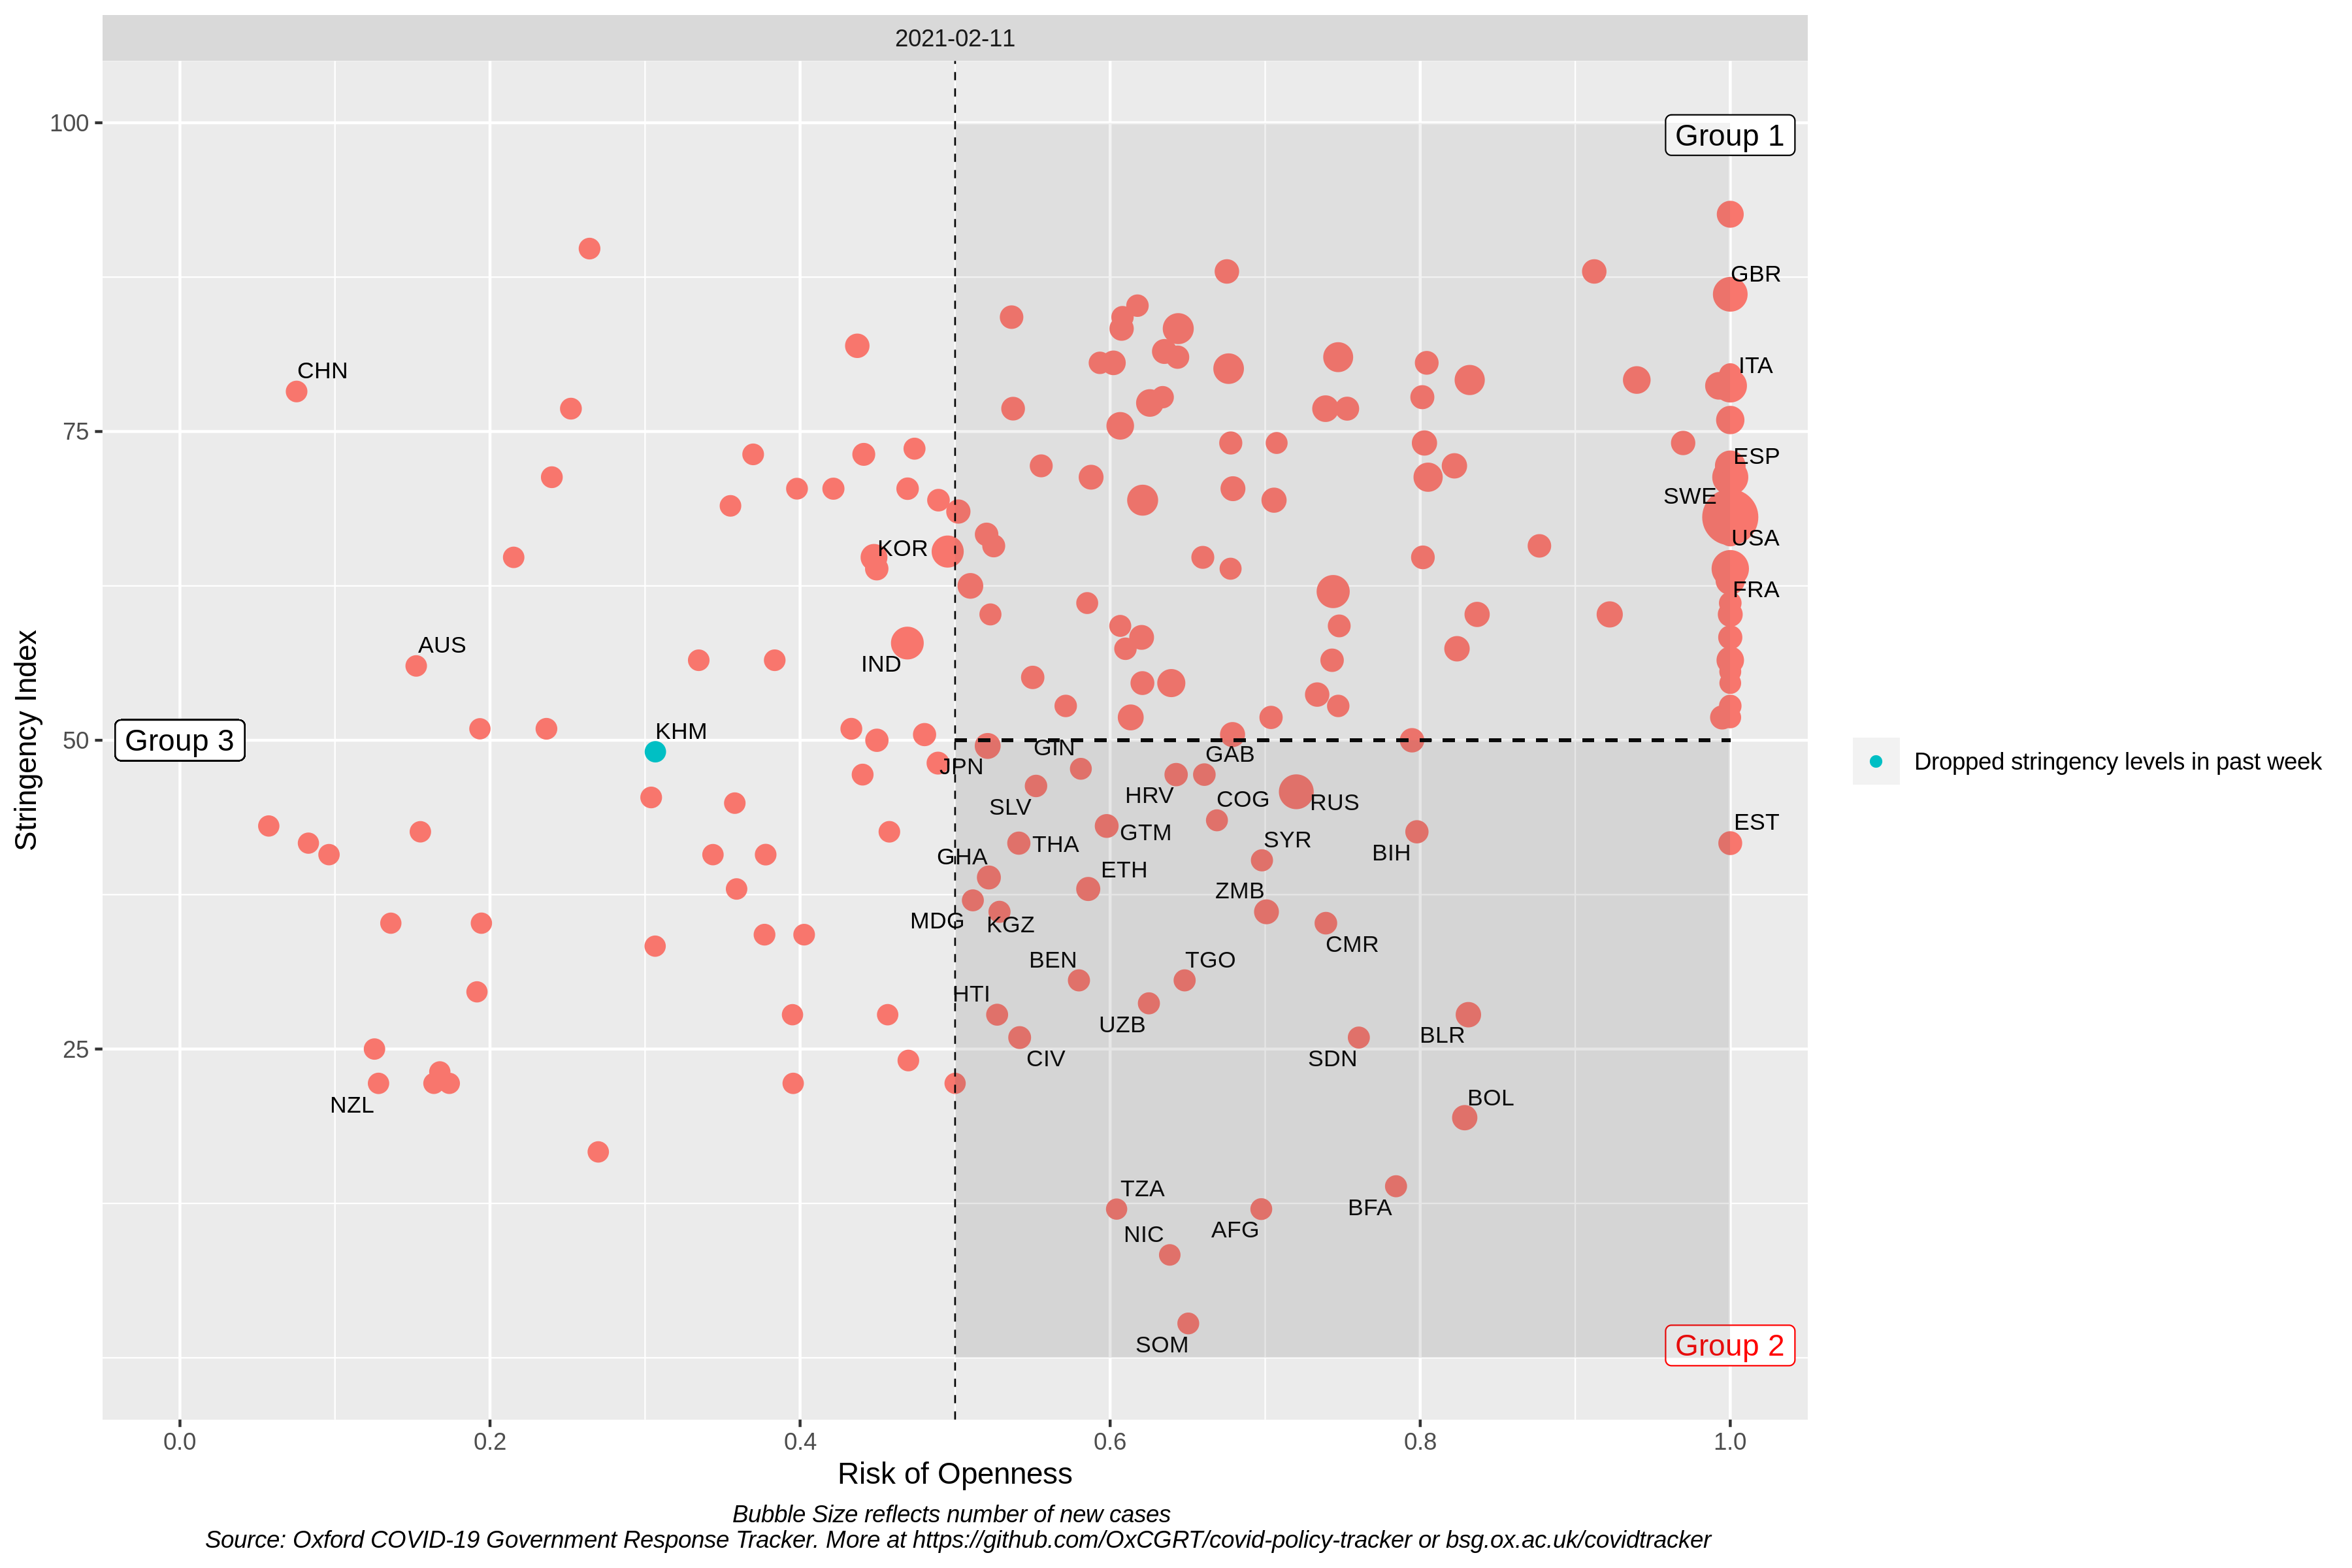 2021-02-11
100
Group 1
GBR
ITA
CHN
75
ESP
SWE
USA
KOR
FRA
AUS
IND
KHM
Group 3
50
GIN
GAB
JPN
Dropped stringency levels in past week
HRV
COG
RUS
SLV
EST
GTM
SYR
THA
BIH
GHA
ETH
ZMB
MDG
KGZ
CMR
BEN
TGO
HTI
UZB
BLR
25
CIV
SDN
BOL
NZL
TZA
BFA
AFG
NIC
SOM
Group 2
Stringency Index
0.0
0.2
0.4
0.6
0.8
1.0
Risk of Openness
Bubble Size reflects number of new cases
Source: Oxford COVID-19 Government Response Tracker. More at https://github.com/OxCGRT/covid-policy-tracker or bsg.ox.ac.uk/covidtracker